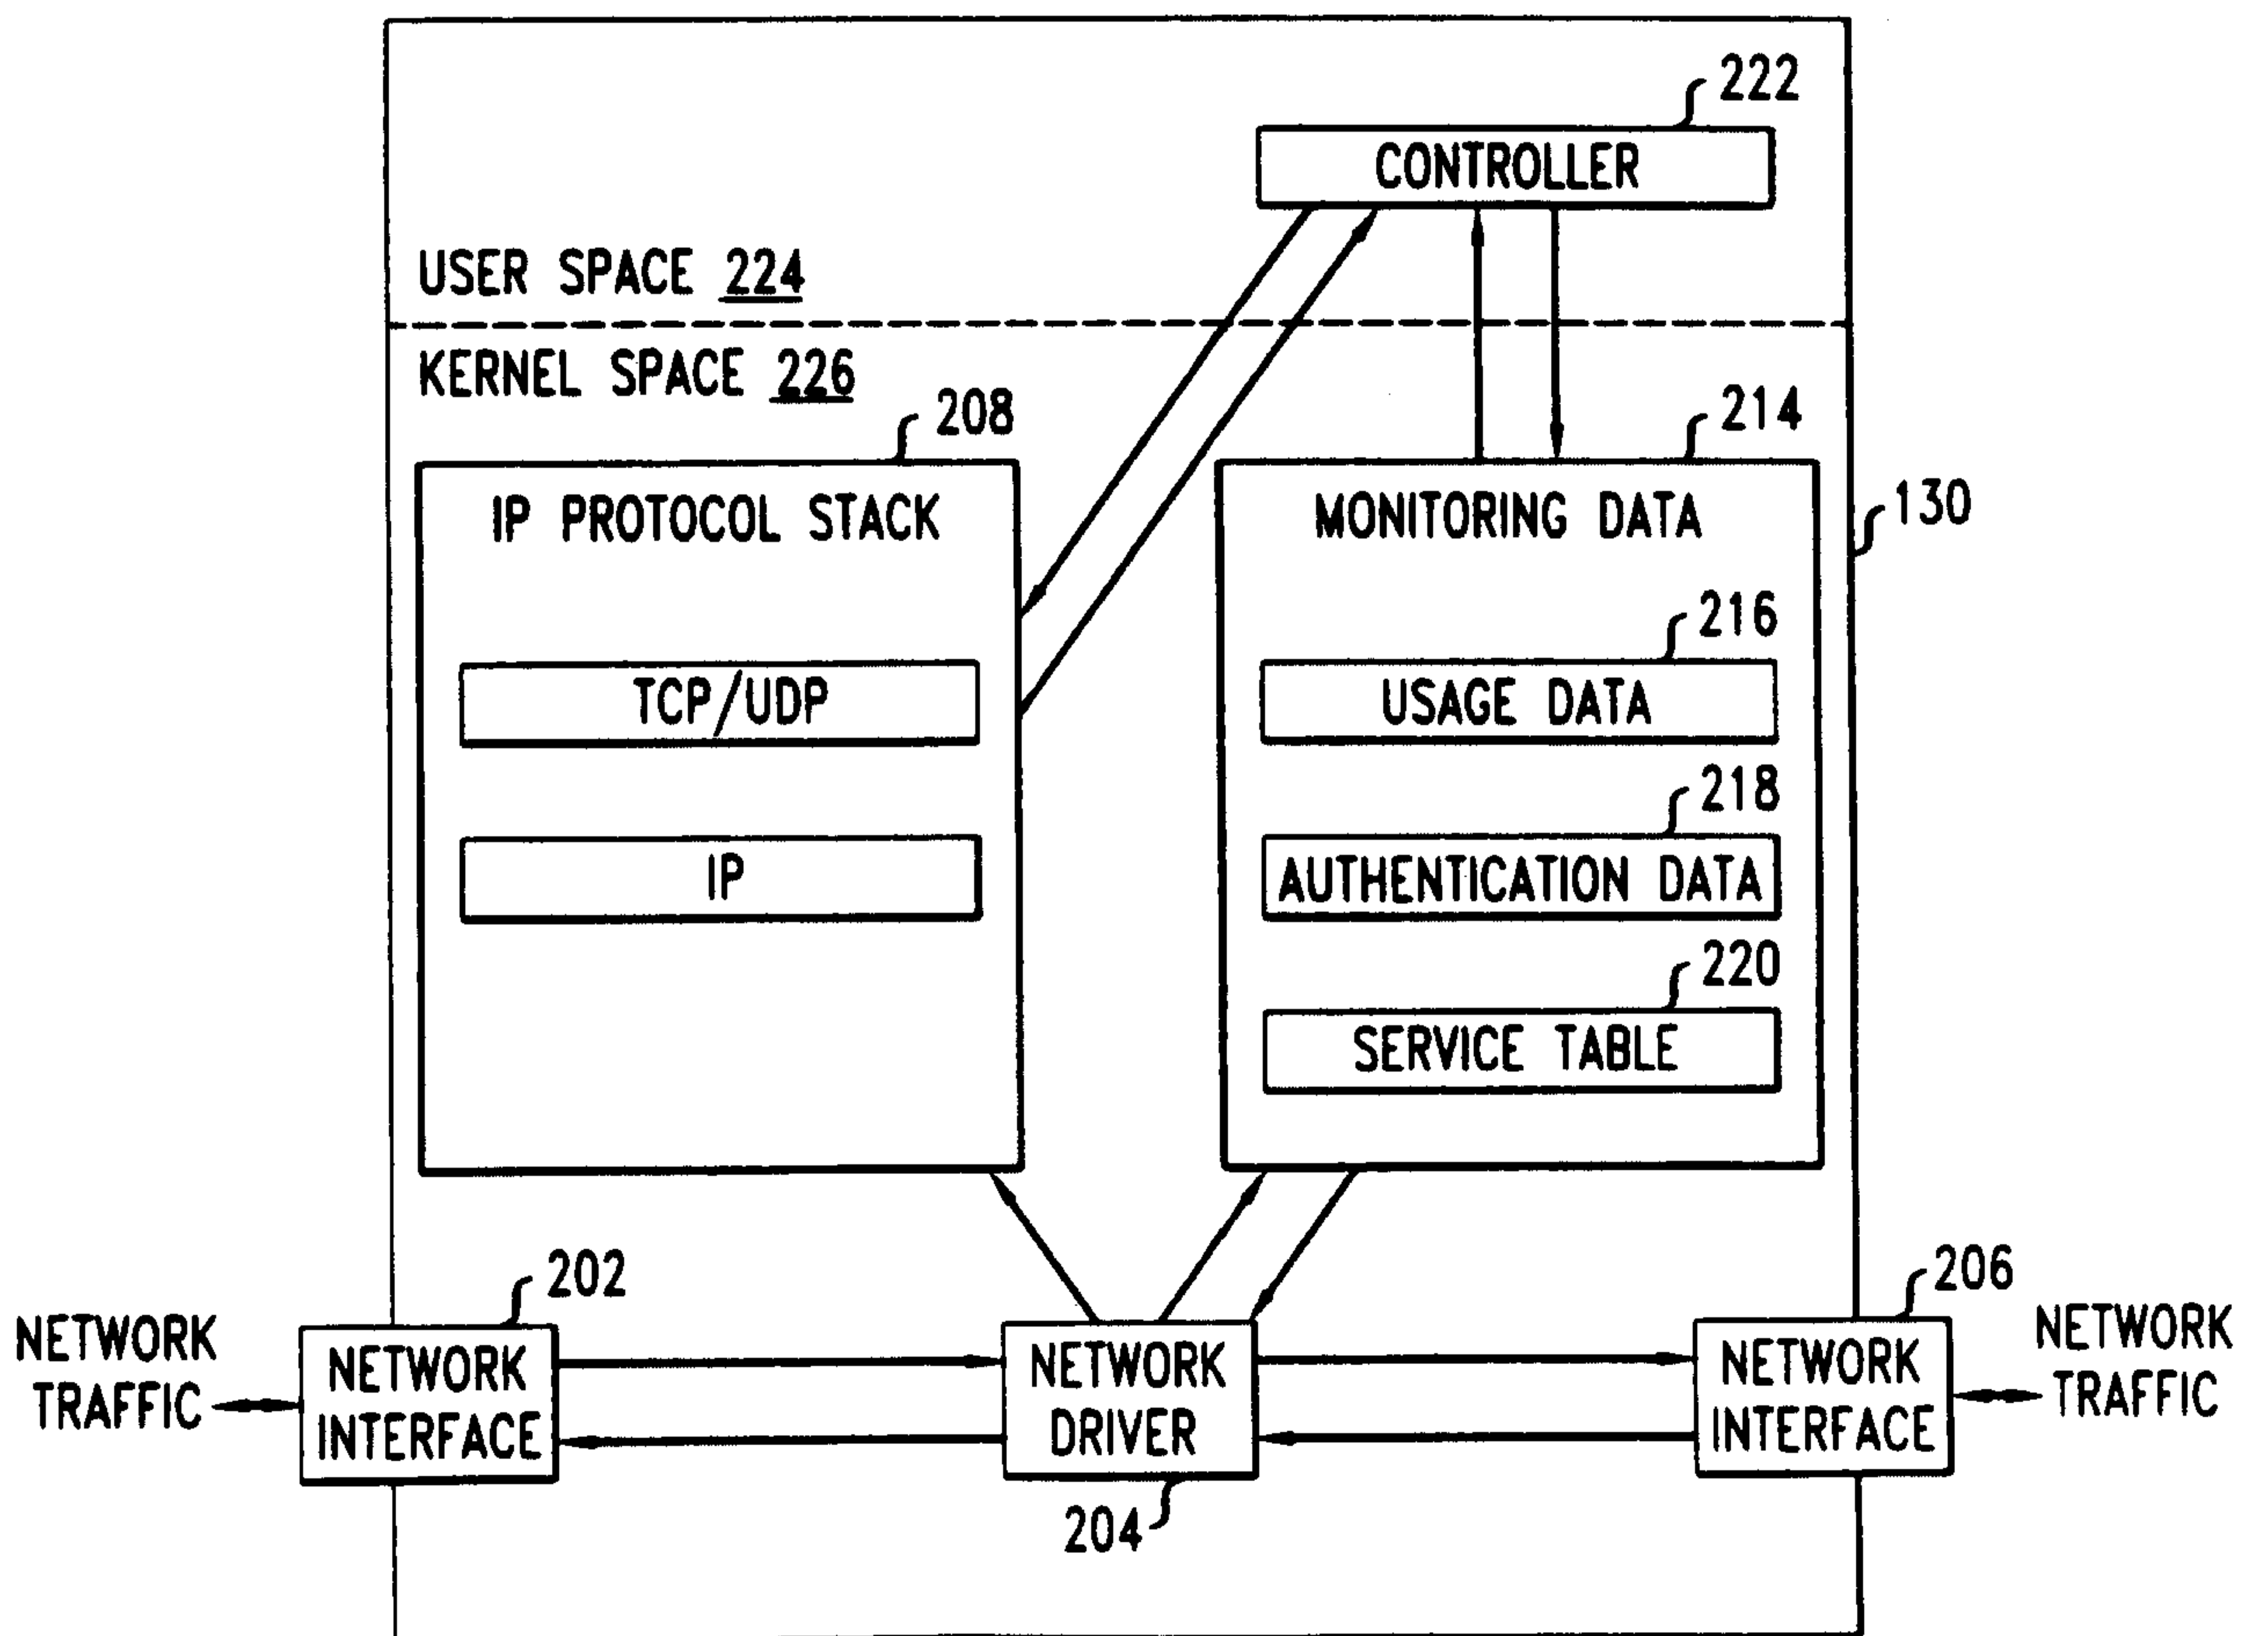 222
CONTROLLER
USER SPACE 224
KERNEL SPACE 226
208
214
IP PROTOCOL STACK
MONITORING DATA
130
216
TCP/UDP
USAGE DATA
218
IP
AUTHENTICATION DATA
220
SERVICE TABLE
202
206
NETWORK
TRAFFIC
NETWORK
INTERFACE
NETWORK
DRIVER
NETWORK
INTERFACE
NETWORK
TRAFFIC
204